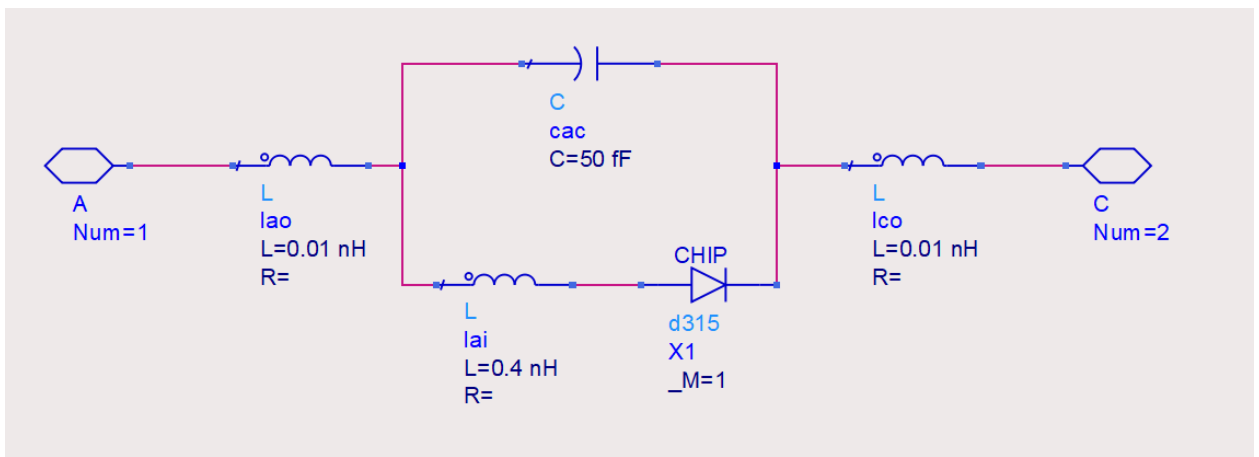 C
cac
C=50 fF
A
Num=1
L
lao
L=0.01 nH
R=
L
lco
L=0.01 nH
R=
C
Num=2
CHIP
d315
X1
_M=1
L
lai
L=0.4 nH
R=